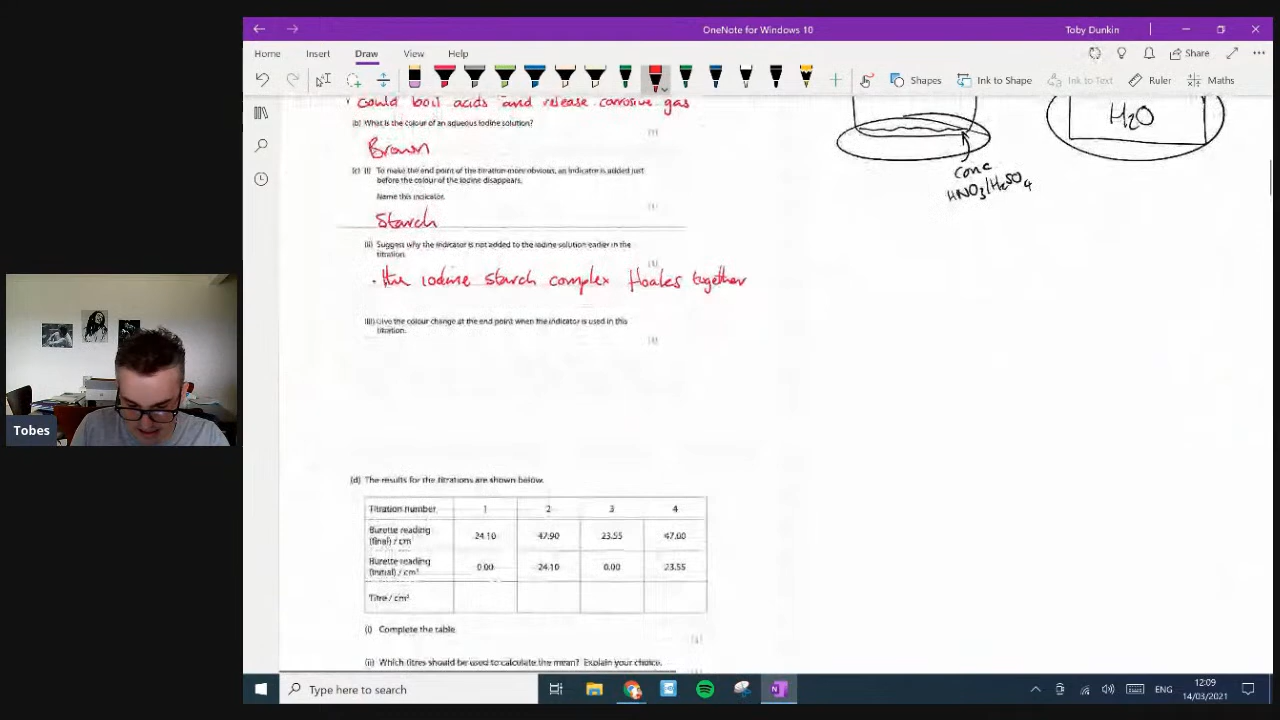 OneNote for Windows 10
Toby Dunkin
Home Insert Draw View Help
Share
Shapes Ink to Shape Ink to Text Ruler Maths
could boil acids and release corrosive gas
(b) What is the colour of an aqueous iodine solution?
(1)
Brown
(c) (i) To make the end point of the titration more obvious, an indicator is added just
before the colour of the iodine disappears.
Name this indicator.
(1)
Starch
(ii) Suggest why the indicator is not added to the iodine solution earlier in the
titration.
(1)
· the iodine starch complex together
(iii) Give the colour change at the end point when the indicator is used in this
titration.
(1)
(d) The results for the titrations are shown below.
Titration number 1 2 3 4
Burette reading
(final) / cm
24.10 47.90 23.55 47.00
Burette reading
(initial) / cm³
0.00 24.10 0.00 23.55
Titre / cm³
(i) Complete the table
(ii) Which titres should be used to calculate the mean? Explain your choice.
H₂O
conc
HNO₃/H₂SO₄
Tobes
Type here to search
ENG
12:09
14/03/2021